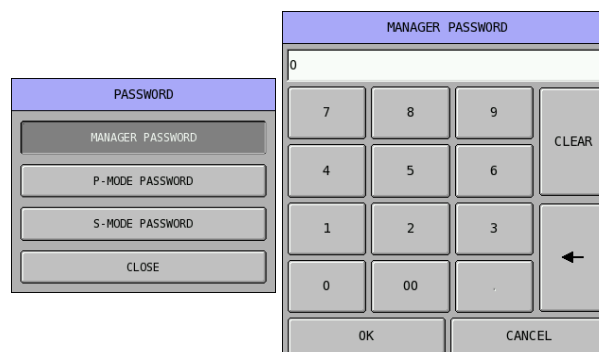 PASSWORD
MANAGER PASSWORD
P-MODE PASSWORD
S-MODE PASSWORD
CLOSE
MANAGER PASSWORD
0
7 8 9
CLEAR
4 5 6
1 2 3
0 00 .
OK CANCEL